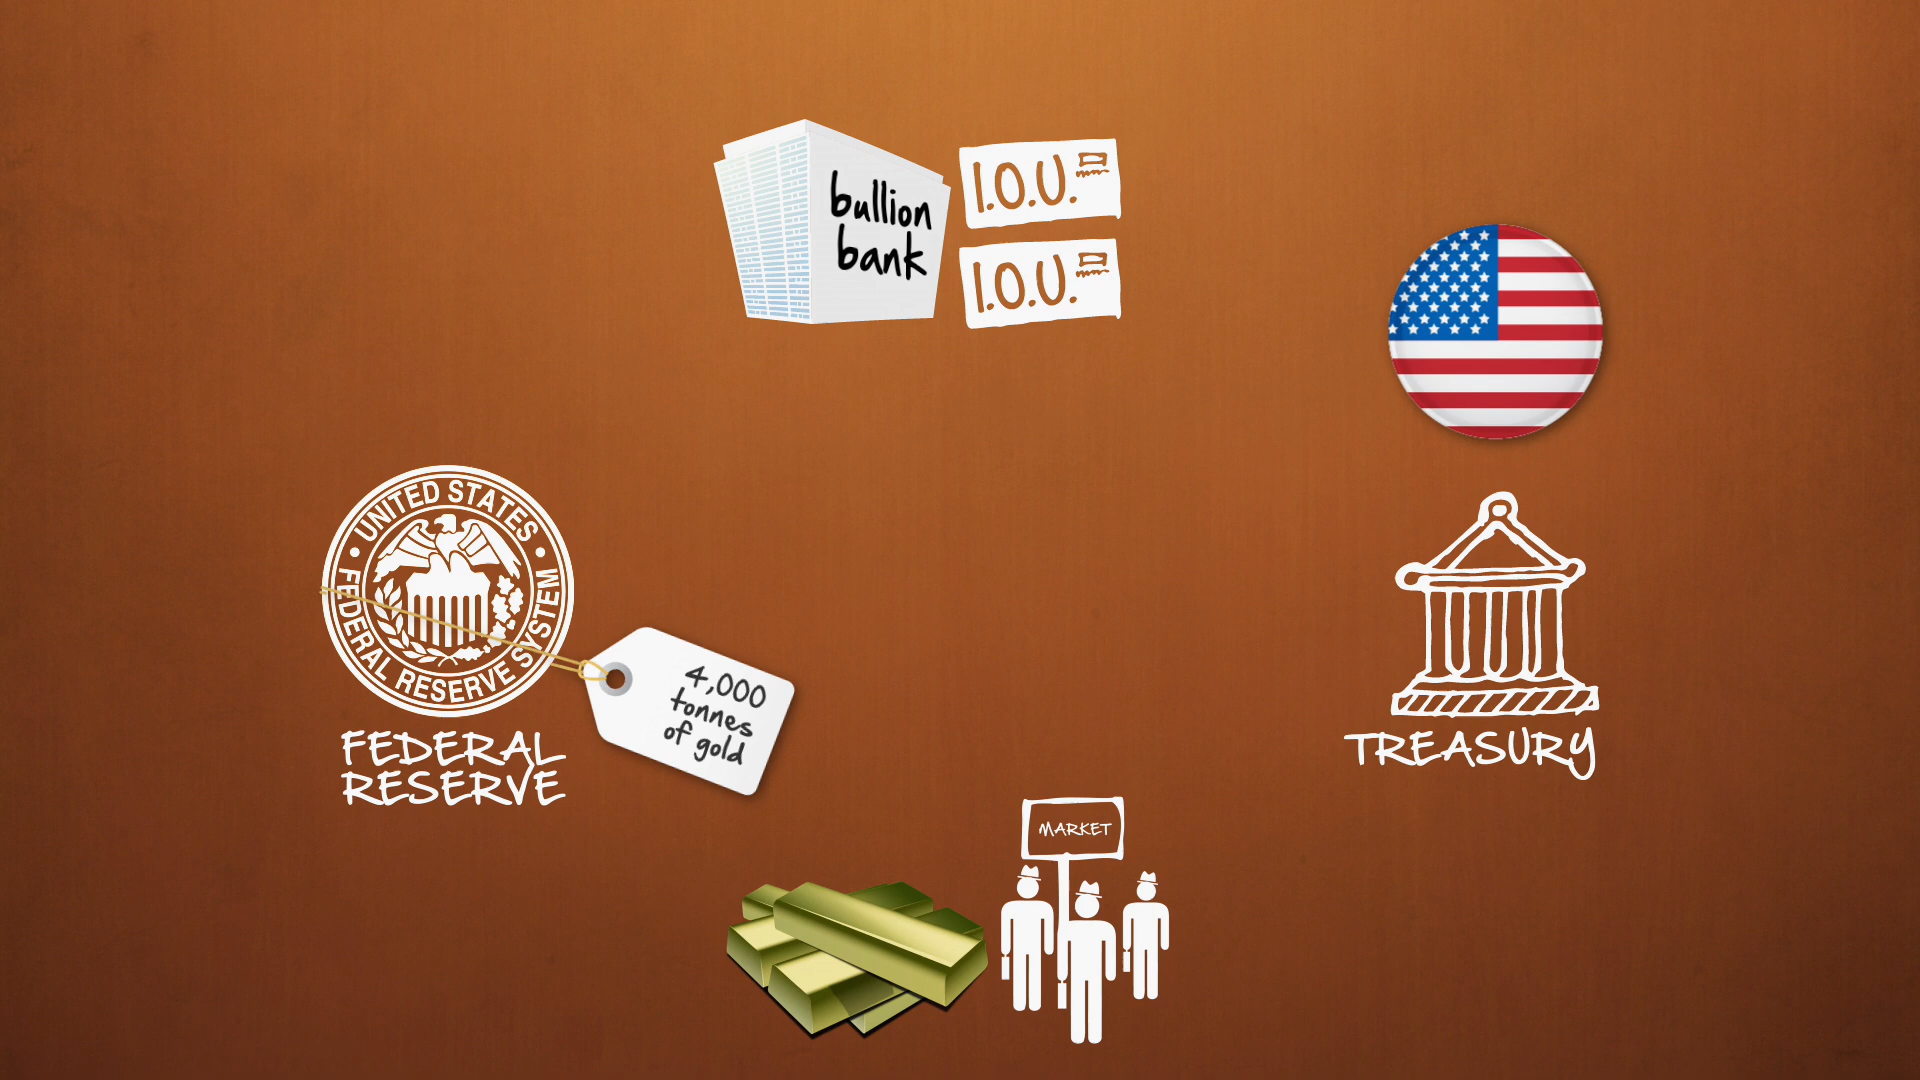 bullion
bank
I.O.U.
I.O.U.
UNITED STATES
FEDERAL RESERVE SYSTEM
FEDERAL
RESERVE
4,000
tonnes
of gold
TREASURY
MARKET